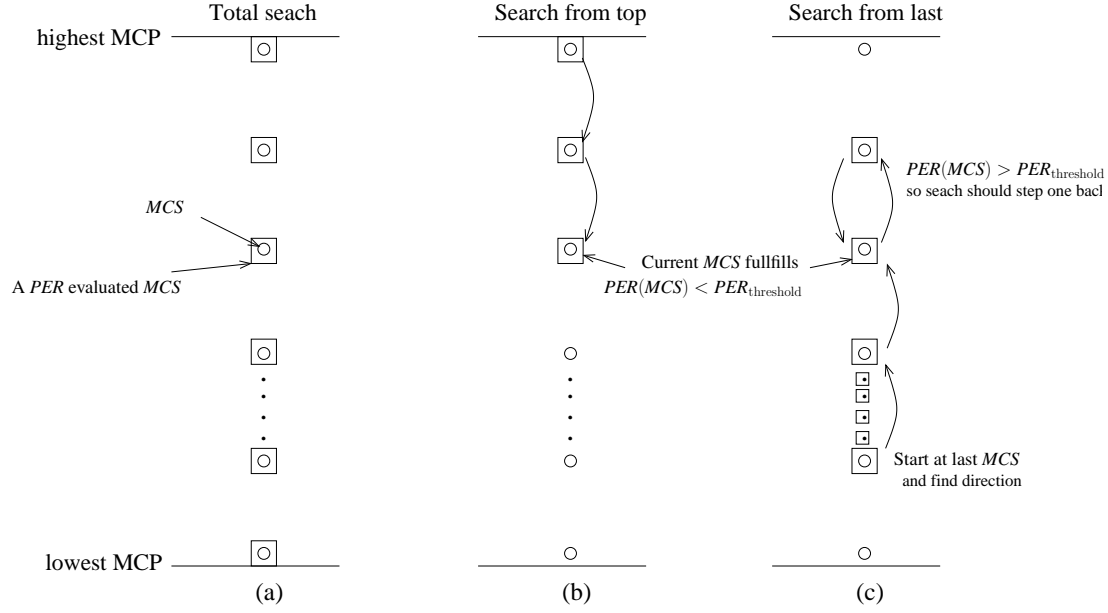 Total seach
Search from top
Search from last
highest MCP
PER(MCS) > PER_threshold
so seach should step one bacl
MCS
Current MCS fullfills
PER(MCS) < PER_threshold
A PER evaluated MCS
Start at last MCS
and find direction
lowest MCP
(a)
(b)
(c)